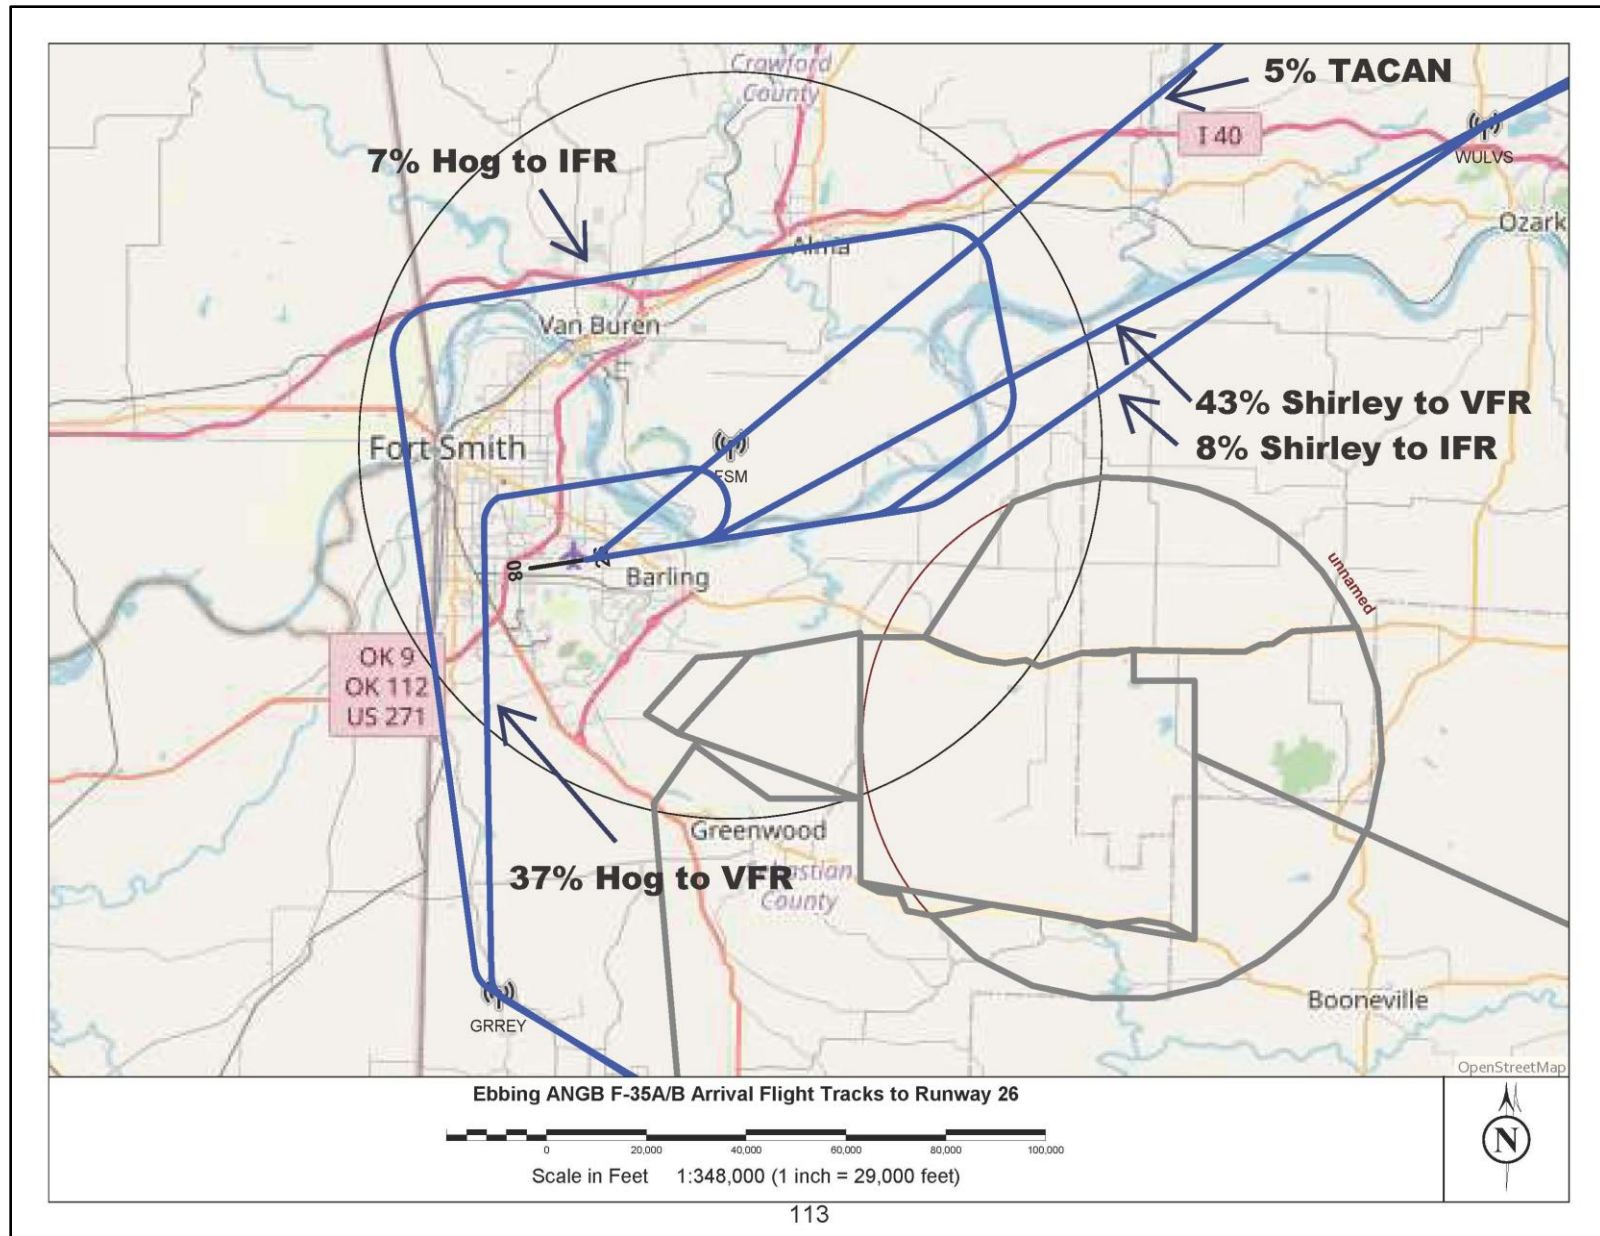 Crawford
County
5% TACAN
I 40
WULVS
7% Hog to IFR
Ozark
Alma
Van Buren
43% Shirley to VFR
8% Shirley to IFR
Fort Smith
FSM
08
26
Barling
unnamed
OK 9
OK 112
US 271
Greenwood
37% Hog to VFR
Sebastian
County
Booneville
GRREY
OpenStreetMap
Ebbing ANGB F-35A/B Arrival Flight Tracks to Runway 26
0 20,000 40,000 60,000 80,000 100,000
Scale in Feet 1:348,000 (1 inch = 29,000 feet)
N
113